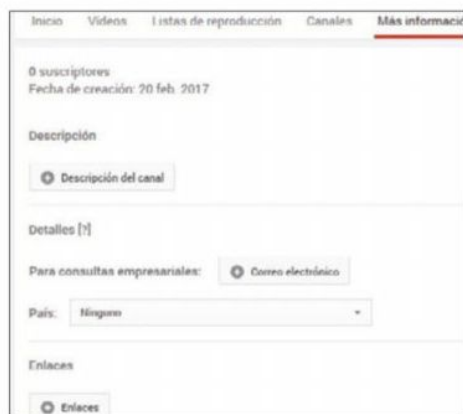 Inicio Videos Listas de reproducción Canales Más informació
0 suscriptores
Fecha de creación: 20 feb. 2017
Descripción
Descripción del canal
Detalles [?]
Para consultas empresariales: Correo electrónico
País: Ninguno
Enlaces
Enlaces